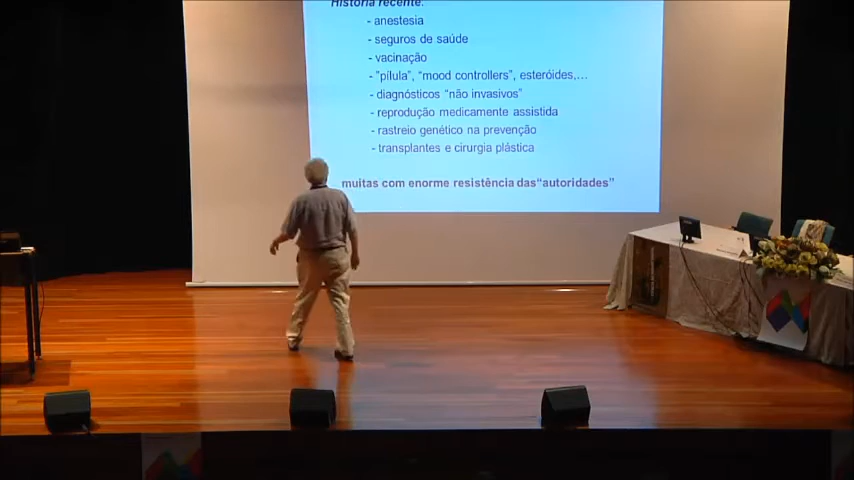 História recente:
- anestesia
- seguros de saúde
- vacinação
- "pílula", "mood controllers", esteróides,...
- diagnósticos "não invasivos"
- reprodução medicamente assistida
- rastreio genético na prevenção
- transplantes e cirurgia plástica
muitas com enorme resistência das"autoridades"